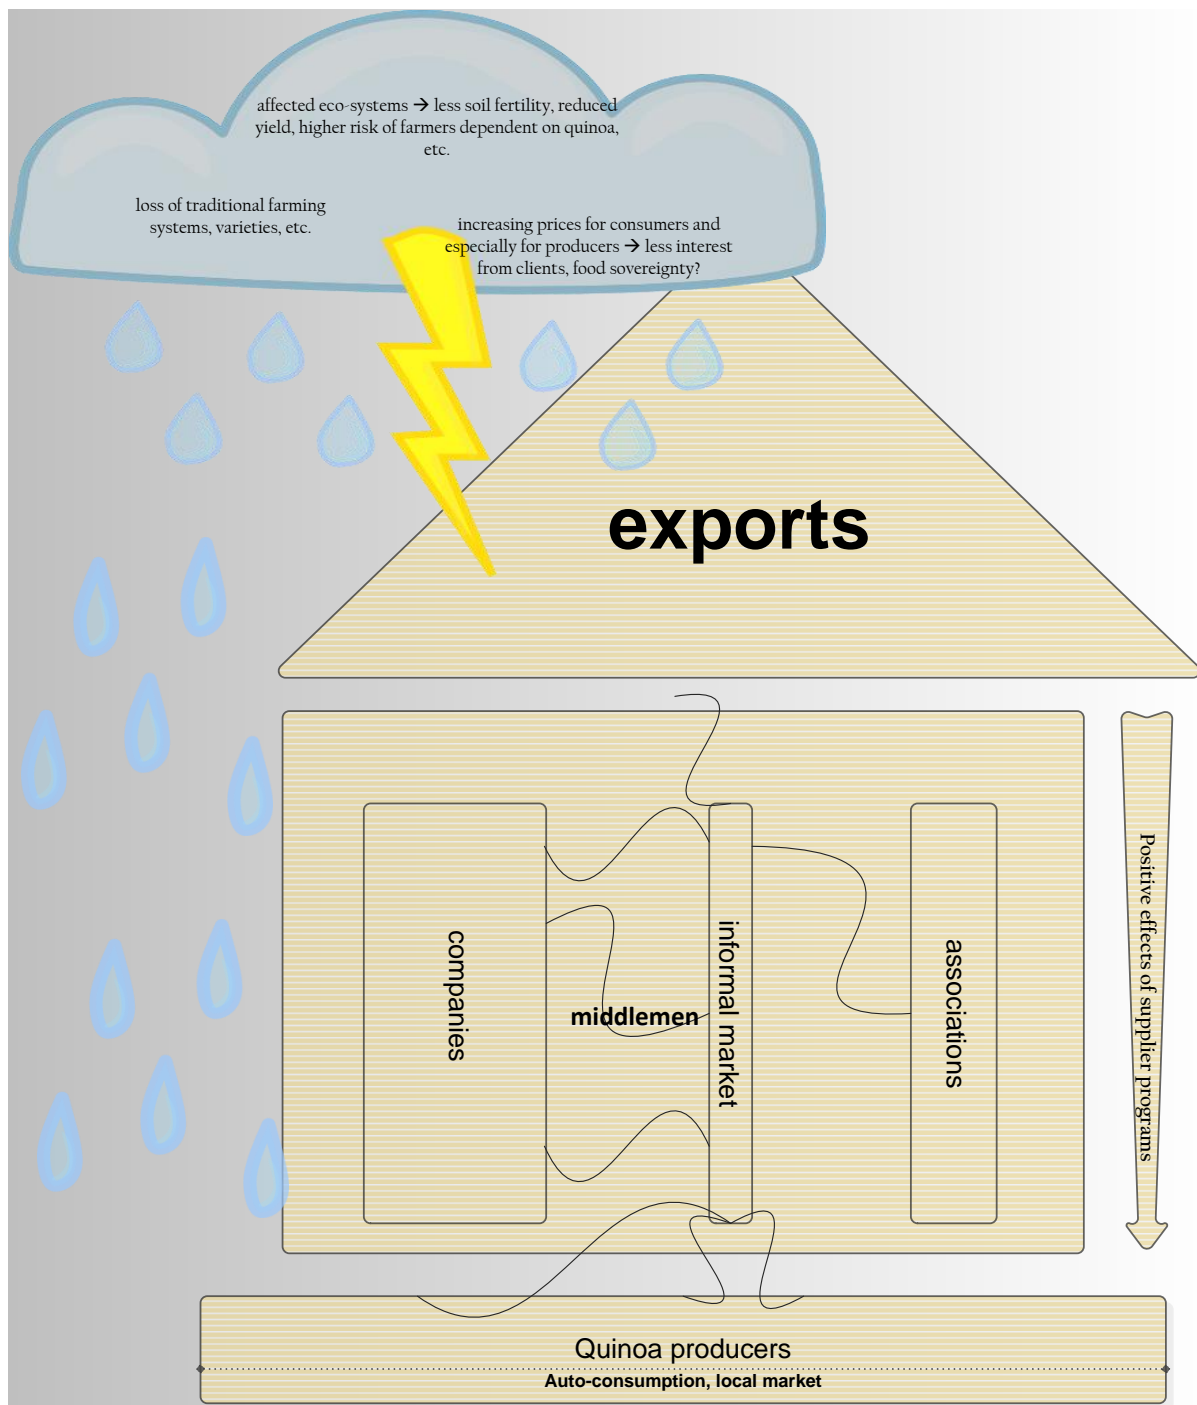 affected eco-systems → less soil fertility, reduced
yield, higher risk of farmers dependent on quinoa,
etc.
loss of traditional farming
systems, varieties, etc.
increasing prices for consumers and
especially for producers → less interest
from clients, food sovereignty?
exports
companies
middlemen
informal market
associations
Positive effects of supplier programs
Quinoa producers
Auto-consumption, local market